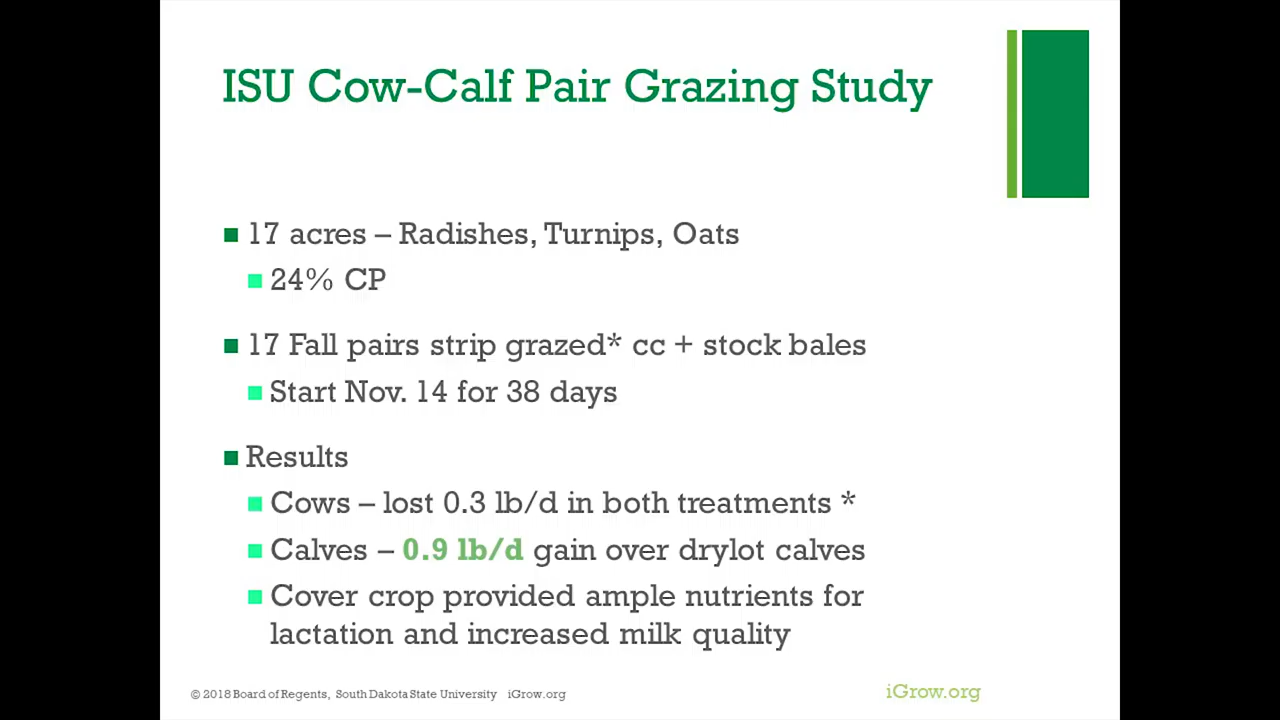 ISU Cow-Calf Pair Grazing Study
17 acres – Radishes, Turnips, Oats
24% CP
17 Fall pairs strip grazed* cc + stock bales
Start Nov. 14 for 38 days
Results
Cows – lost 0.3 lb/d in both treatments *
Calves – 0.9 lb/d gain over drylot calves
Cover crop provided ample nutrients for
lactation and increased milk quality
© 2018 Board of Regents, South Dakota State University iGrow.org
iGrow.org